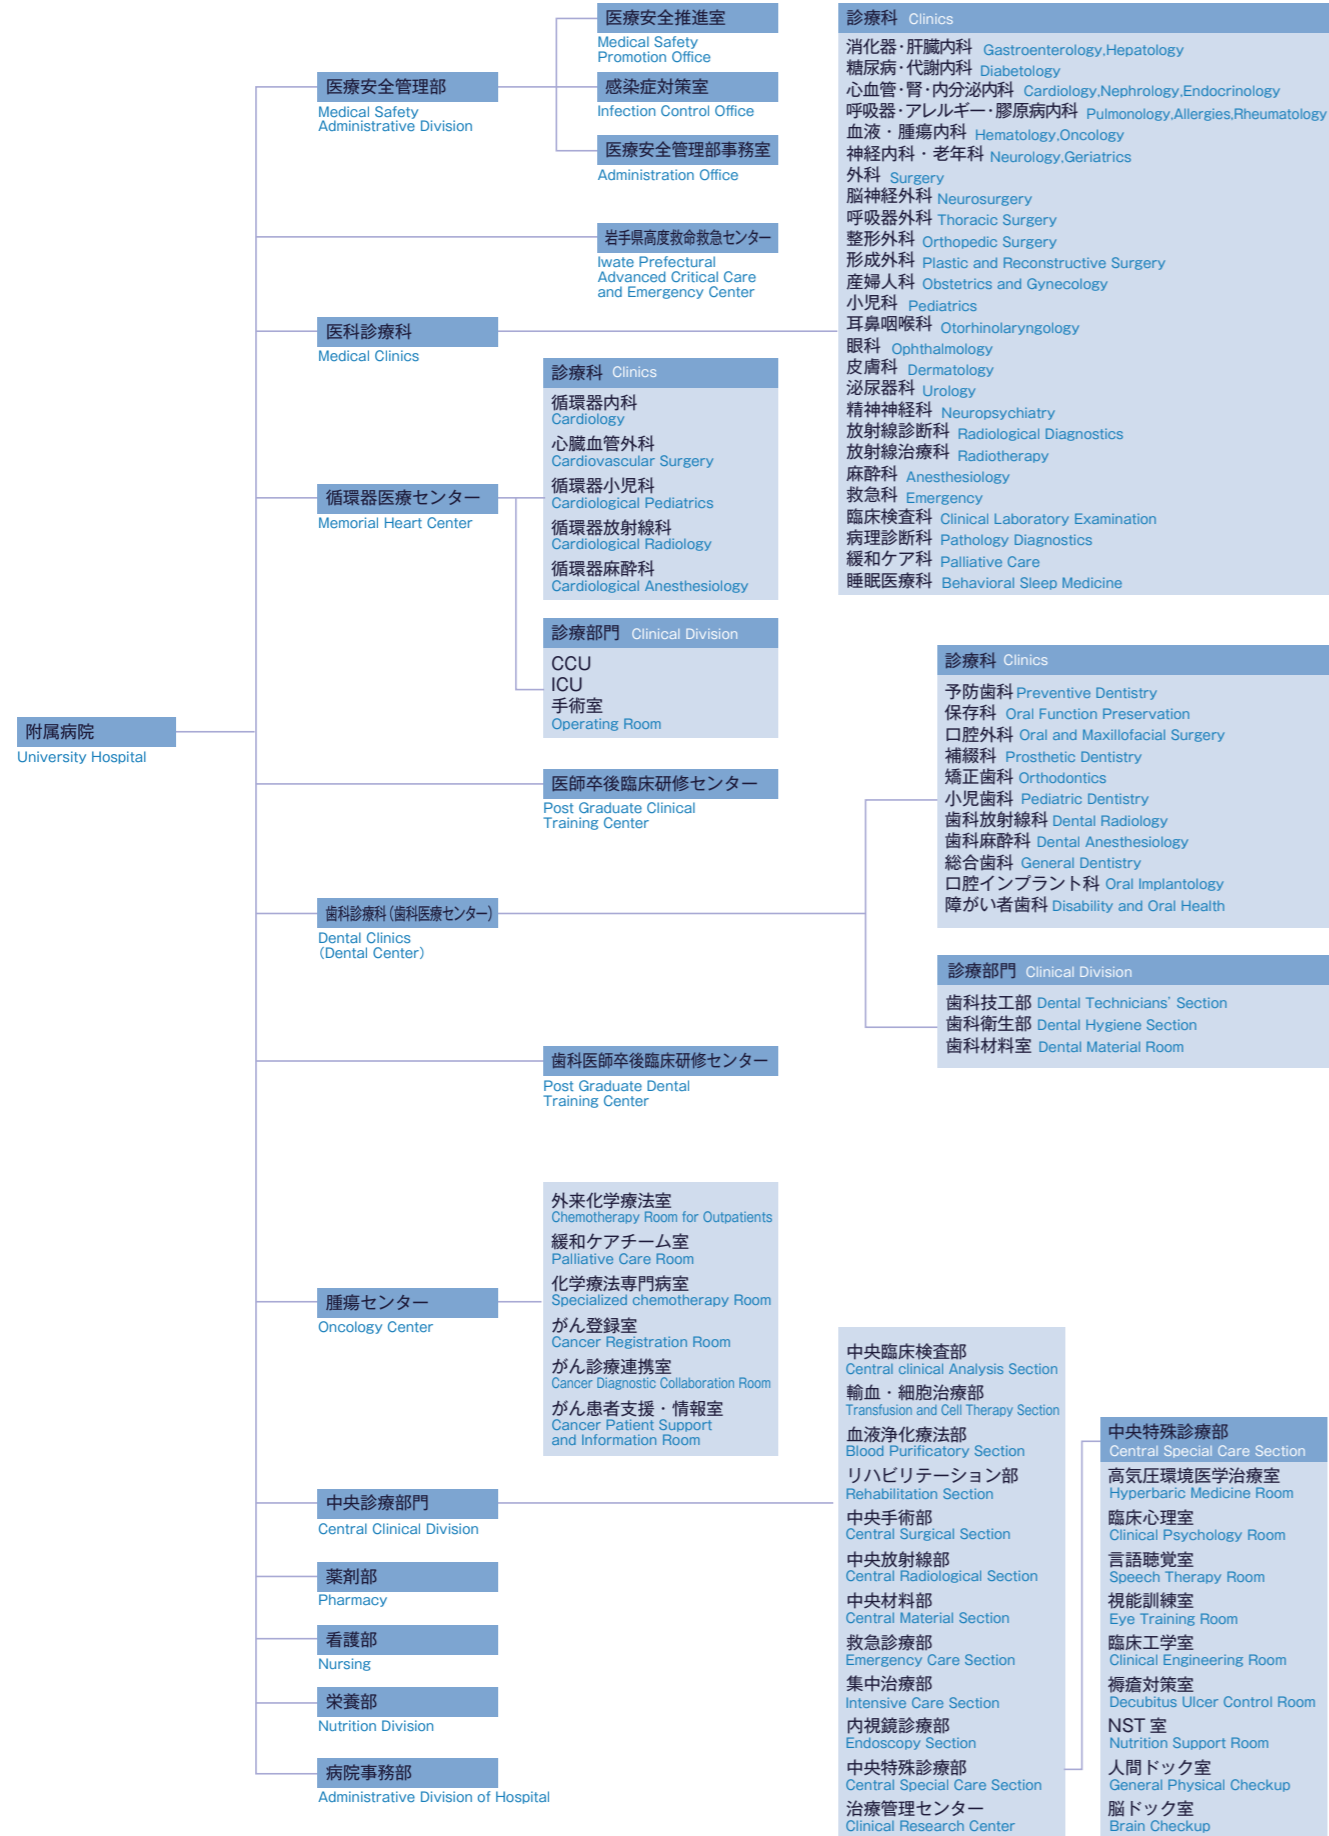 附属病院
University Hospital
医療安全管理部
Medical Safety
Administrative Division
医療安全推進室
Medical Safety
Promotion Office
感染症対策室
Infection Control Office
医療安全管理部事務室
Administration Office
岩手県高度救命救急センター
Iwate Prefectural
Advanced Critical Care
and Emergency Center
医科診療科
Medical Clinics
診療科 Clinics
消化器・肝臓内科 Gastroenterology,Hepatology
糖尿病・代謝内科 Diabetology
心血管・腎・内分泌内科 Cardiology,Nephrology,Endocrinology
呼吸器・アレルギー・膠原病内科 Pulmonology,Allergies,Rheumatology
血液・腫瘍内科 Hematology,Oncology
神経内科・老年科 Neurology,Geriatrics
外科 Surgery
脳神経外科 Neurosurgery
呼吸器外科 Thoracic Surgery
整形外科 Orthopedic Surgery
形成外科 Plastic and Reconstructive Surgery
産婦人科 Obstetrics and Gynecology
小児科 Pediatrics
耳鼻咽喉科 Otorhinolaryngology
眼科 Ophthalmology
皮膚科 Dermatology
泌尿器科 Urology
精神神経科 Neuropsychiatry
放射線診断科 Radiological Diagnostics
放射線治療科 Radiotherapy
麻酔科 Anesthesiology
救急科 Emergency
臨床検査科 Clinical Laboratory Examination
病理診断科 Pathology Diagnostics
緩和ケア科 Palliative Care
睡眠医療科 Behavioral Sleep Medicine
循環器医療センター
Memorial Heart Center
診療科 Clinics
循環器内科
Cardiology
心臓血管外科
Cardiovascular Surgery
循環器小児科
Cardiological Pediatrics
循環器放射線科
Cardiological Radiology
循環器麻酔科
Cardiological Anesthesiology
診療部門 Clinical Division
CCU
ICU
手術室
Operating Room
医師卒後臨床研修センター
Post Graduate Clinical
Training Center
歯科診療科(歯科医療センター)
Dental Clinics
(Dental Center)
診療科 Clinics
予防歯科 Preventive Dentistry
保存科 Oral Function Preservation
口腔外科 Oral and Maxillofacial Surgery
補綴科 Prosthetic Dentistry
矯正歯科 Orthodontics
小児歯科 Pediatric Dentistry
歯科放射線科 Dental Radiology
歯科麻酔科 Dental Anesthesiology
総合歯科 General Dentistry
口腔インプラント科 Oral Implantology
障がい者歯科 Disability and Oral Health
診療部門 Clinical Division
歯科技工部 Dental Technicians' Section
歯科衛生部 Dental Hygiene Section
歯科材料室 Dental Material Room
歯科医師卒後臨床研修センター
Post Graduate Dental
Training Center
腫瘍センター
Oncology Center
外来化学療法室
Chemotherapy Room for Outpatients
緩和ケアチーム室
Palliative Care Room
化学療法専門病室
Specialized chemotherapy Room
がん登録室
Cancer Registration Room
がん診療連携室
Cancer Diagnostic Collaboration Room
がん患者支援・情報室
Cancer Patient Support
and Information Room
中央診療部門
Central Clinical Division
中央臨床検査部
Central clinical Analysis Section
輸血・細胞治療部
Transfusion and Cell Therapy Section
血液浄化療法部
Blood Purificatory Section
リハビリテーション部
Rehabilitation Section
中央手術部
Central Surgical Section
中央放射線部
Central Radiological Section
中央材料部
Central Material Section
救急診療部
Emergency Care Section
集中治療部
Intensive Care Section
内視鏡診療部
Endoscopy Section
中央特殊診療部
Central Special Care Section
治療管理センター
Clinical Research Center
中央特殊診療部
Central Special Care Section
高気圧環境医学治療室
Hyperbaric Medicine Room
臨床心理室
Clinical Psychology Room
言語聴覚室
Speech Therapy Room
視能訓練室
Eye Training Room
臨床工学室
Clinical Engineering Room
褥瘡対策室
Decubitus Ulcer Control Room
NST 室
Nutrition Support Room
人間ドック室
General Physical Checkup
脳ドック室
Brain Checkup
薬剤部
Pharmacy
看護部
Nursing
栄養部
Nutrition Division
病院事務部
Administrative Division of Hospital